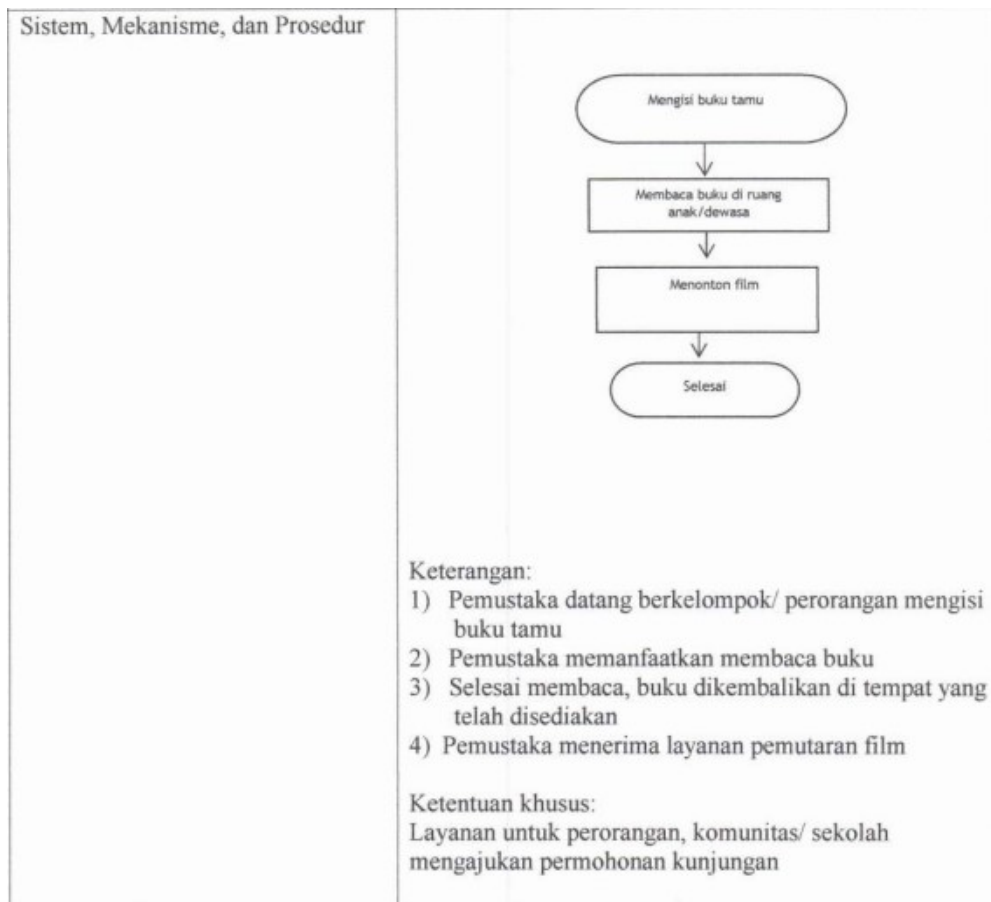 Sistem, Mekanisme, dan Prosedur
Mengisi buku tamu
Membaca buku di ruang
anak/dewasa
Menonton film
Selesai
Keterangan:
1) Pemustaka datang berkelompok/ perorangan mengisi
buku tamu
2) Pemustaka memanfaatkan membaca buku
3) Selesai membaca, buku dikembalikan di tempat yang
telah disediakan
4) Pemustaka menerima layanan pemutaran film
Ketentuan khusus:
Layanan untuk perorangan, komunitas/ sekolah
mengajukan permohonan kunjungan